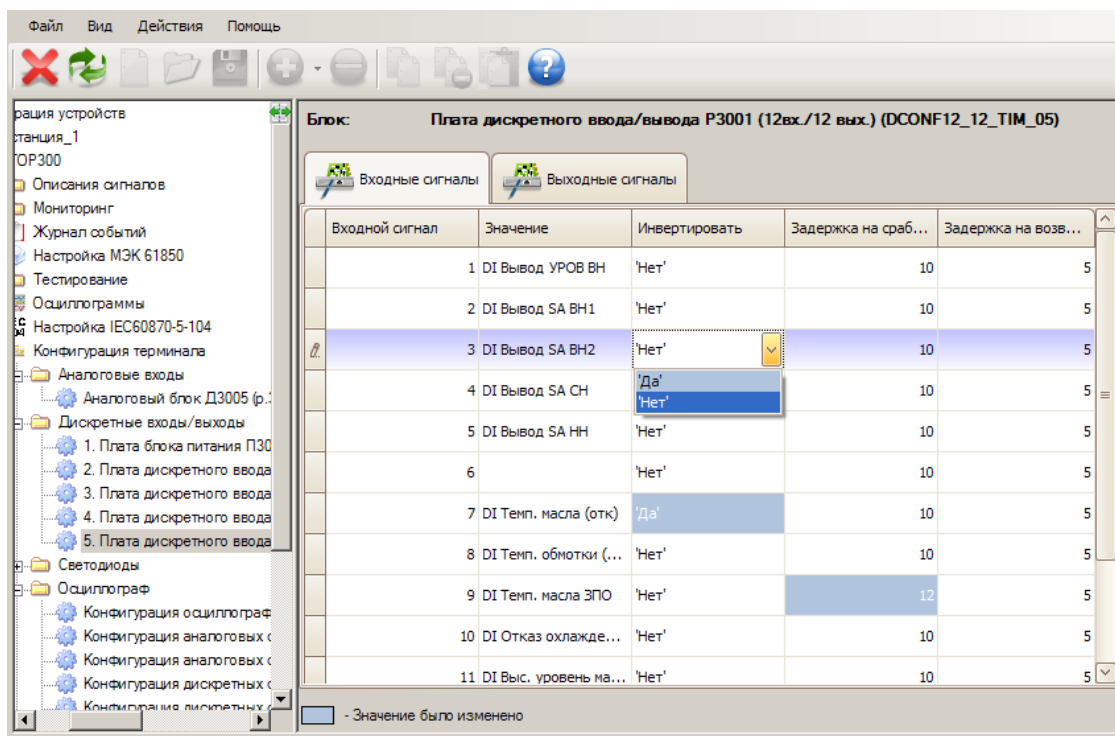 Файл Вид Действия Помощь
рация устройств
станция_1
ТОР300
Описания сигналов
Мониторинг
Журнал событий
Настройка МЭК 61850
Тестирование
Осциллограммы
Настройка IEC60870-5-104
Конфигурация терминала
Аналоговые входы
Аналоговый блок Д3005 (р.
Дискретные входы/выходы
1. Плата блока питания П30
2. Плата дискретного ввода
3. Плата дискретного ввода
4. Плата дискретного ввода
5. Плата дискретного ввода
Светодиоды
Осциллограф
Конфигурация осциллограф
Конфигурация аналоговых с
Конфигурация аналоговых с
Конфигурация дискретных с
Конфигурация дискретных с
Блок: Плата дискретного ввода/вывода Р3001 (12вх./12 вых.) (DCONF12_12_TIM_05)
Входные сигналы Выходные сигналы
Входной сигнал Значение Инвертировать Задержка на сраб... Задержка на возв...
1 DI Вывод УРОВ ВН 'Нет' 10 5
2 DI Вывод SA ВН1 'Нет' 10 5
3 DI Вывод SA ВН2 'Нет' 10 5
4 DI Вывод SA СН 'Да' 10 5
'Нет'
5 DI Вывод SA НН 'Нет' 10 5
6 'Нет' 10 5
7 DI Темп. масла (отк) 'Да' 10 5
8 DI Темп. обмотки (... 'Нет' 10 5
9 DI Темп. масла ЗПО 'Нет' 12 5
10 DI Отказ охлажде... 'Нет' 10 5
11 DI Выс. уровень ма... 'Нет' 10 5
- Значение было изменено